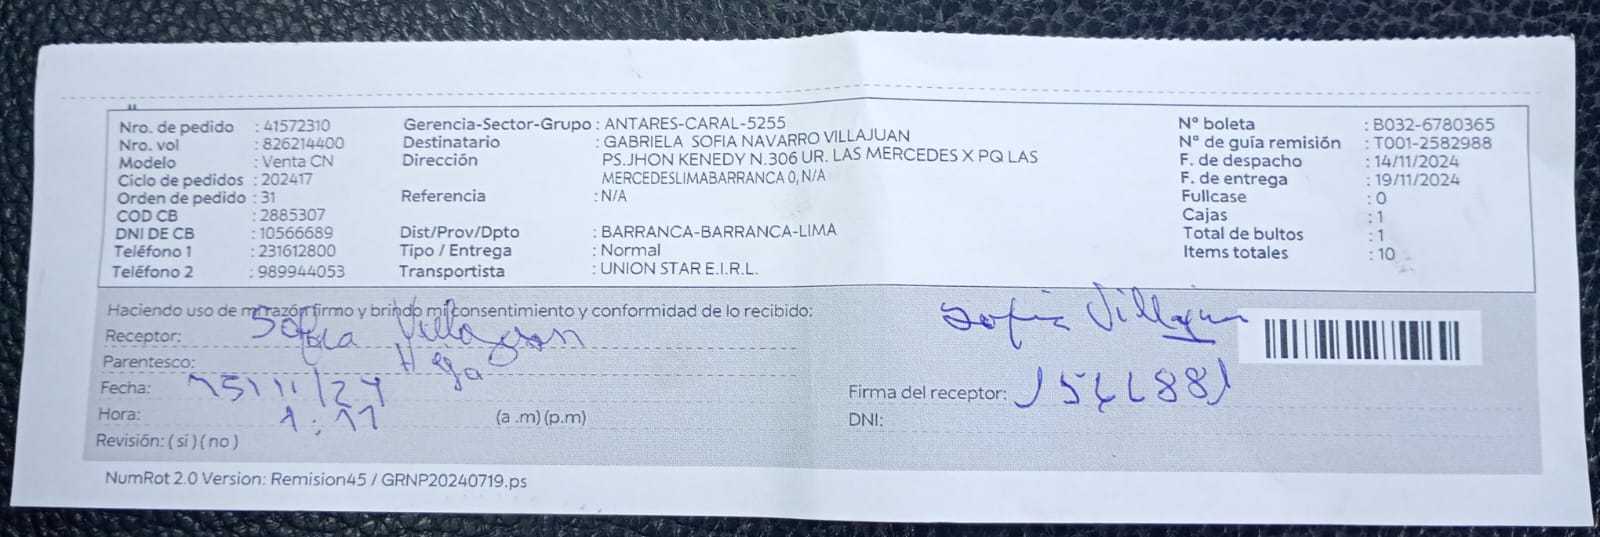 Nro. de pedido : 41572310
Nro. vol : 826214400
Modelo : Venta CN
Ciclo de pedidos : 202417
Orden de pedido : 31
COD CB : 2885307
DNI DE CB : 10566689
Teléfono 1 : 231612800
Teléfono 2 : 989944053
Gerencia-Sector-Grupo : ANTARES-CARAL-5255
Destinatario : GABRIELA SOFIA NAVARRO VILLAJUAN
Dirección PS.JHON KENEDY N.306 UR. LAS MERCEDES X PQ LAS
MERCEDESLIMABARRANCA 0, N/A
Referencia : N/A
Dist/Prov/Dpto : BARRANCA-BARRANCA-LIMA
Tipo / Entrega : Normal
Transportista : UNION STAR E.I.R.L.
N° boleta : B032-6780365
N° de guía remisión : T001-2582988
F. de despacho : 14/11/2024
F. de entrega : 19/11/2024
Fullcase : 0
Cajas : 1
Total de bultos : 1
Items totales : 10
Haciendo uso de mi razón firmo y brindo mi consentimiento y conformidad de lo recibido:
Receptor: Sofia
Parentesco:
Fecha: 15/11/24
Hora: 1:11 (a .m) (p.m)
Revisión: ( si ) ( no )
Sofia
Firma del receptor:
DNI:
NumRot 2.0 Version: Remision45 / GRNP20240719.ps